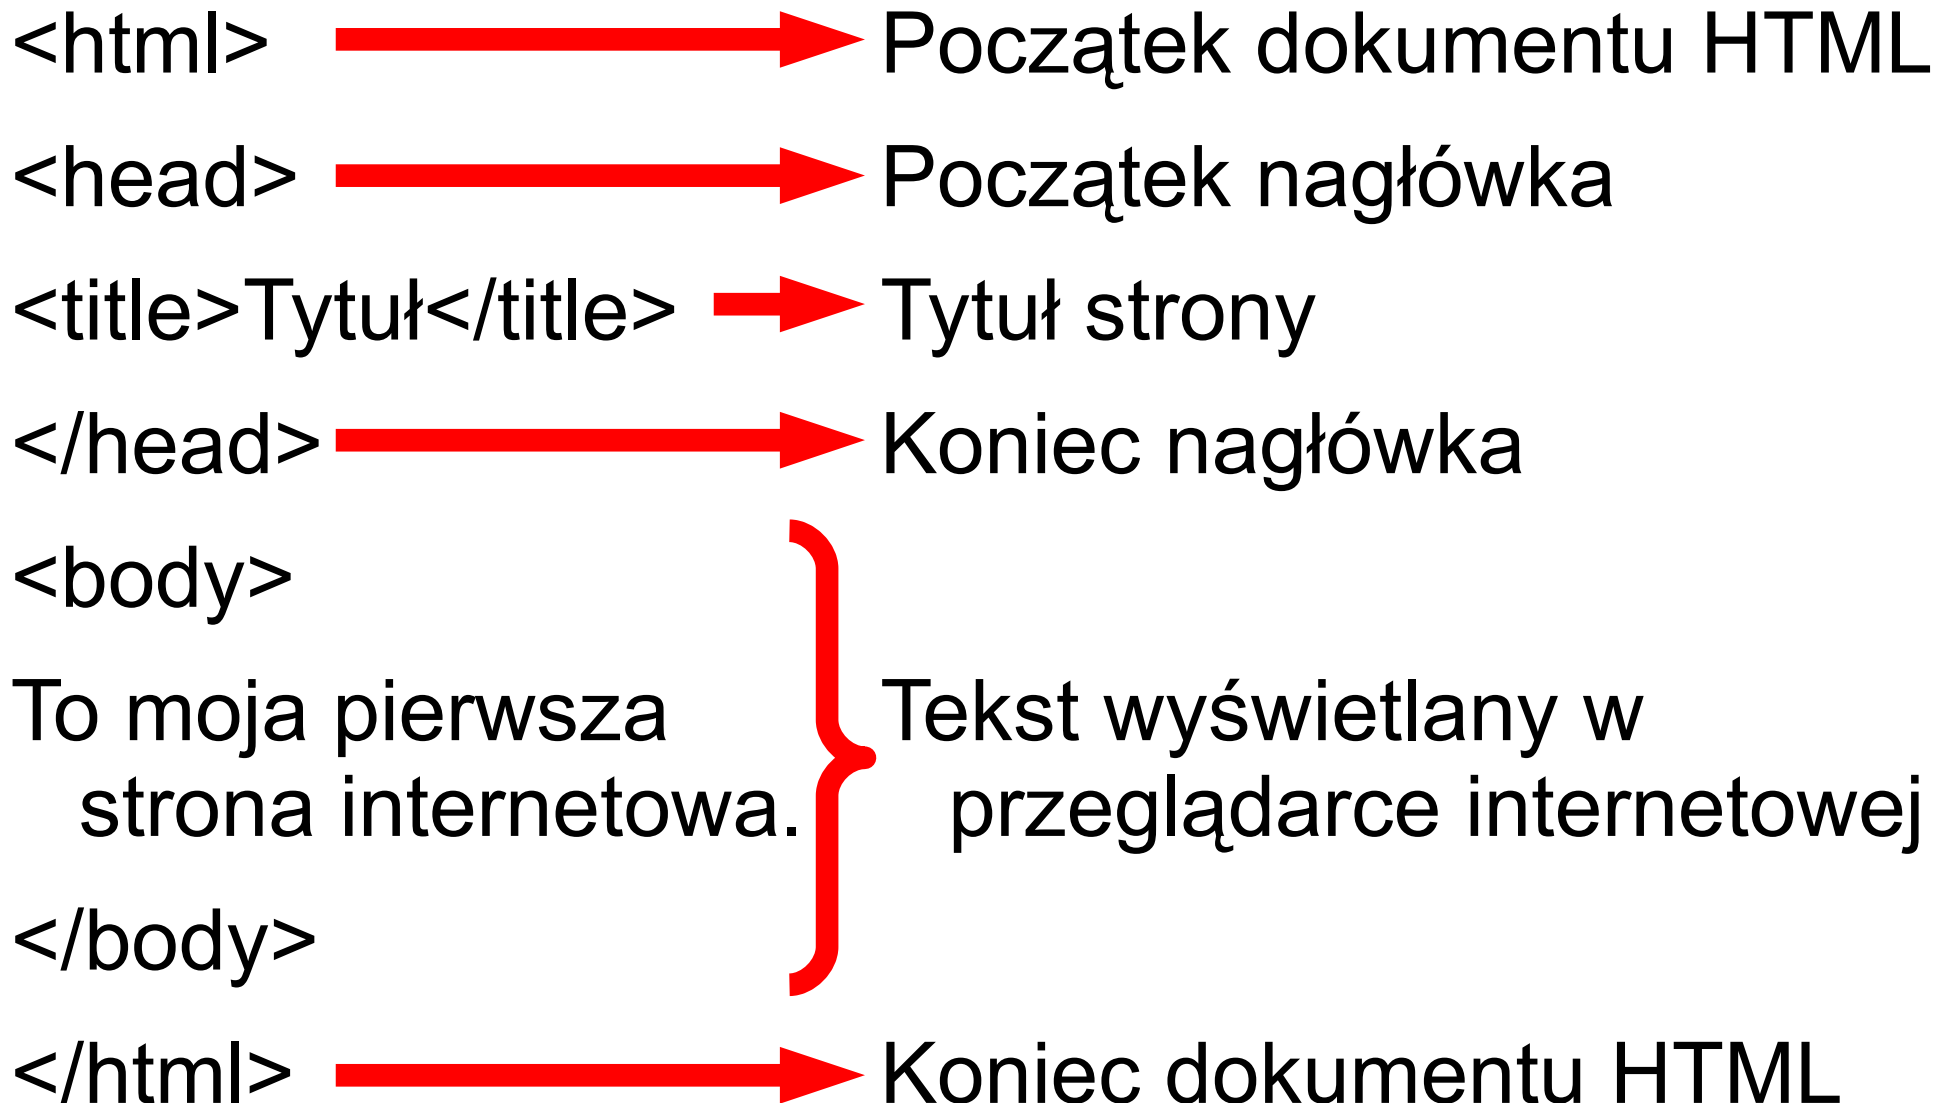 <html> Początek dokumentu HTML
<head> Początek nagłówka
<title>Tytuł</title> Tytuł strony
</head> Koniec nagłówka
<body>
To moja pierwsza Tekst wyświetlany w
strona internetowa. przeglądarce internetowej
</body>
</html> Koniec dokumentu HTML